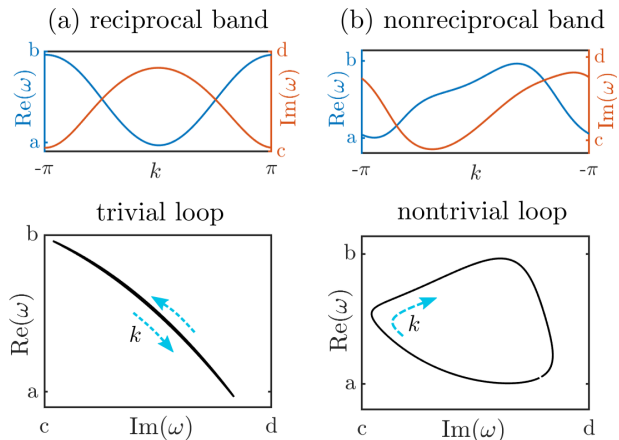 (a) reciprocal band
(b) nonreciprocal band
b
Re(ω)
a
d
Im(ω)
c
-π
k
π
b
Re(ω)
a
d
Im(ω)
c
-π
k
-π
trivial loop
b
Re(ω)
a
k
c
Im(ω)
d
nontrivial loop
b
Re(ω)
a
k
c
Im(ω)
d